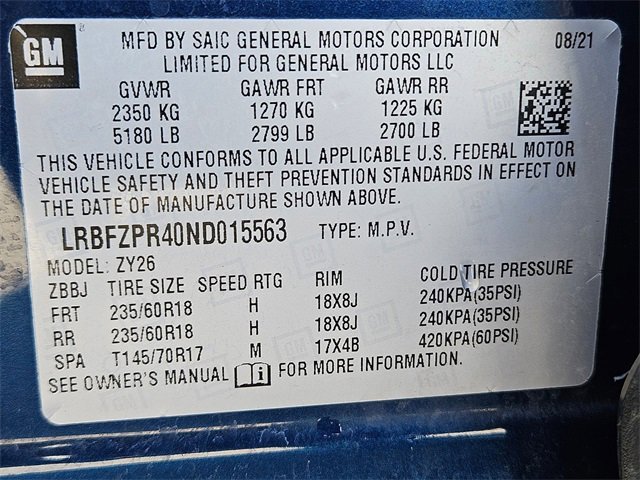 GM MFD BY SAIC GENERAL MOTORS CORPORATION 08/21
LIMITED FOR GENERAL MOTORS LLC
GVWR GAWR FRT GAWR RR
2350 KG 1270 KG 1225 KG
5180 LB 2799 LB 2700 LB
THIS VEHICLE CONFORMS TO ALL APPLICABLE U.S. FEDERAL MOTOR
VEHICLE SAFETY AND THEFT PREVENTION STANDARDS IN EFFECT ON
THE DATE OF MANUFACTURE SHOWN ABOVE.
LRBFZPR40ND015563 TYPE: M.P.V.
MODEL: ZY26
ZBBJ TIRE SIZE SPEED RTG RIM COLD TIRE PRESSURE
FRT 235/60R18 H 18X8J 240KPA(35PSI)
RR 235/60R18 H 18X8J 240KPA(35PSI)
SPA T145/70R17 M 17X4B 420KPA(60PSI)
SEE OWNER'S MANUAL FOR MORE INFORMATION.